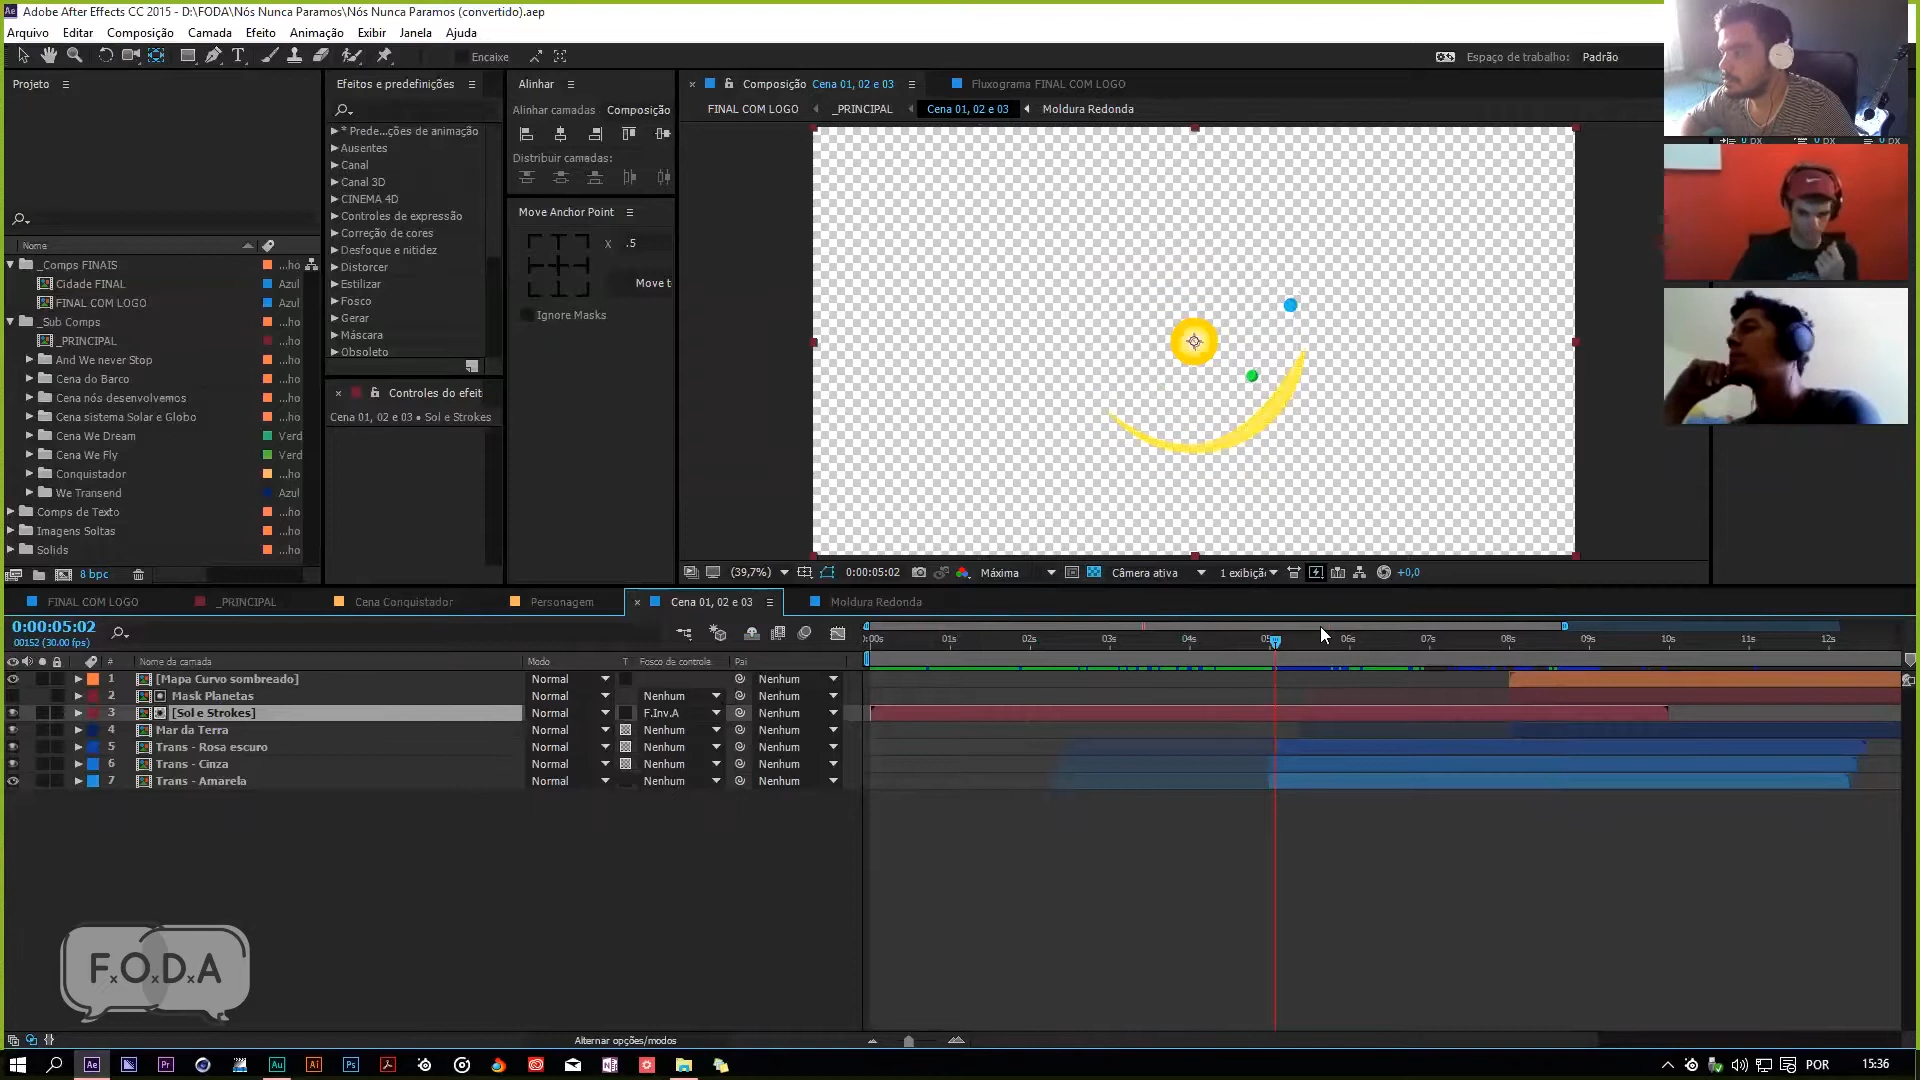 Adobe After Effects CC 2015 - D:\FODA\Nós Nunca Paramos\Nós Nunca Paramos (convertido).aep
Arquivo Editar Composição Camada Efeito Animação Exibir Janela Ajuda
Encaixe
Espaço de trabalho: Padrão
Projeto
Nome
_Comps FINAIS ...ho
Cidade FINAL Azul
FINAL COM LOGO Azul
_Sub Comps ...ho
_PRINCIPAL ...ho
And We never Stop ...ho
Cena do Barco ...ho
Cena nós desenvolvemos ...ho
Cena sistema Solar e Globo ...ho
Cena We Dream Verd
Cena We Fly Verd
Conquistador ...ho
We Transend Azul
Comps de Texto ...ho
Imagens Soltas ...ho
Solids ...ho
8 bpc
Efeitos e predefinições
* Prede...ções de animação
Ausentes
Canal
Canal 3D
CINEMA 4D
Controles de expressão
Correção de cores
Desfoque e nitidez
Distorcer
Estilizar
Fosco
Gerar
Máscara
Obsoleto
Controles do efeit
Cena 01, 02 e 03 • Sol e Strokes
Alinhar
Alinhar camadas Composição
Distribuir camadas:
Move Anchor Point
X .5
Move t
Ignore Masks
Composição Cena 01, 02 e 03
Fluxograma FINAL COM LOGO
FINAL COM LOGO _PRINCIPAL Cena 01, 02 e 03 Moldura Redonda
(39,7%) 0:00:05:02 Máxima Câmera ativa 1 exibiçã +0,0
FINAL COM LOGO _PRINCIPAL Cena Conquistador Personagem Cena 01, 02 e 03 Moldura Redonda
0:00:05:02
00152 (30.00 fps)
:00s 01s 02s 03s 04s 05s 06s 07s 08s 09s 10s 11s 12s
# Nome da camada Modo T Fosco de controle Pai
1 [Mapa Curvo sombreado] Normal Nenhum
2 Mask Planetas Normal Nenhum Nenhum
3 [Sol e Strokes] Normal F.Inv.A Nenhum
4 Mar da Terra Normal Nenhum Nenhum
5 Trans - Rosa escuro Normal Nenhum Nenhum
6 Trans - Cinza Normal Nenhum Nenhum
7 Trans - Amarela Normal Nenhum Nenhum
FxOxDxA
Alternar opções/modos
POR 15:36